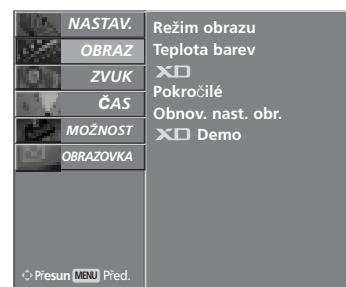 NASTAV.
OBRAZ
ZVUK
ČAS
MOŽNOST
OBRAZOVKA
Přesun MENU Před.
Režim obrazu
Teplota barev
XD
Pokročilé
Obnov. nast. obr.
XD Demo